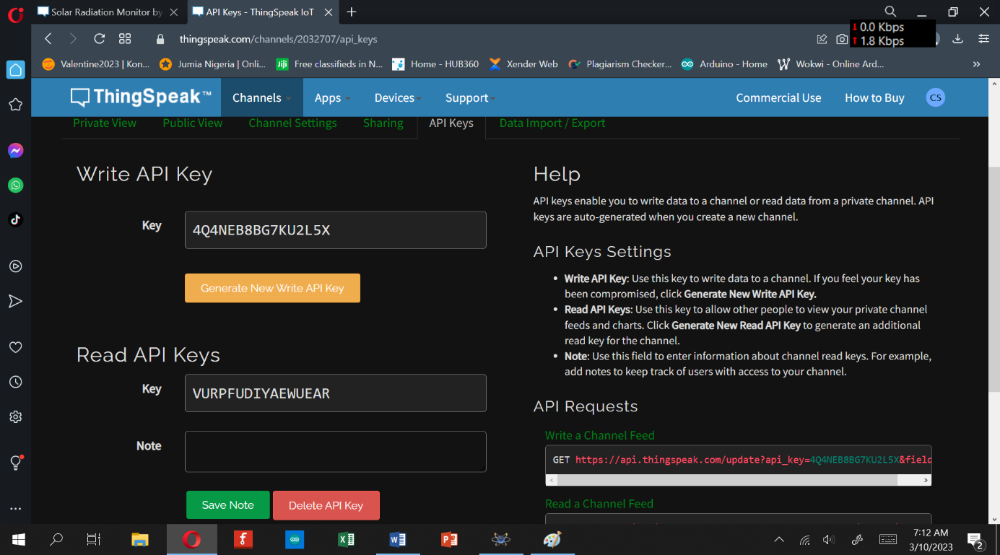 Solar Radiation Monitor by
API Keys - ThingSpeak IoT
thingspeak.com/channels/2032707/api_keys
0.0 Kbps
1.8 Kbps
Valentine2023 | Kon...
Jumia Nigeria | Onli...
Jiji
Free classifieds in N...
Home - HUB360
Xender Web
Plagiarism Checker...
Arduino - Home
Wokwi - Online Ard...
»
ThingSpeak™
Channels
Apps
Devices
Support
Commercial Use
How to Buy
CS
Private View
Public View
Channel Settings
Sharing
API Keys
Data Import / Export
Write API Key
Key
4Q4NEB8BG7KU2L5X
Generate New Write API Key
Read API Keys
Key
VURPFUDIYAEWUEAR
Note
Save Note
Delete API Key
Help
API keys enable you to write data to a channel or read data from a private channel. API
keys are auto-generated when you create a new channel.
API Keys Settings
• Write API Key: Use this key to write data to a channel. If you feel your key has
been compromised, click Generate New Write API Key.
• Read API Keys: Use this key to allow other people to view your private channel
feeds and charts. Click Generate New Read API Key to generate an additional
read key for the channel.
• Note: Use this field to enter information about channel read keys. For example,
add notes to keep track of users with access to your channel.
API Requests
Write a Channel Feed
GET https://api.thingspeak.com/update?api_key=4Q4NEB8BG7KU2L5X&field
Read a Channel Feed
7:12 AM
3/10/2023
2